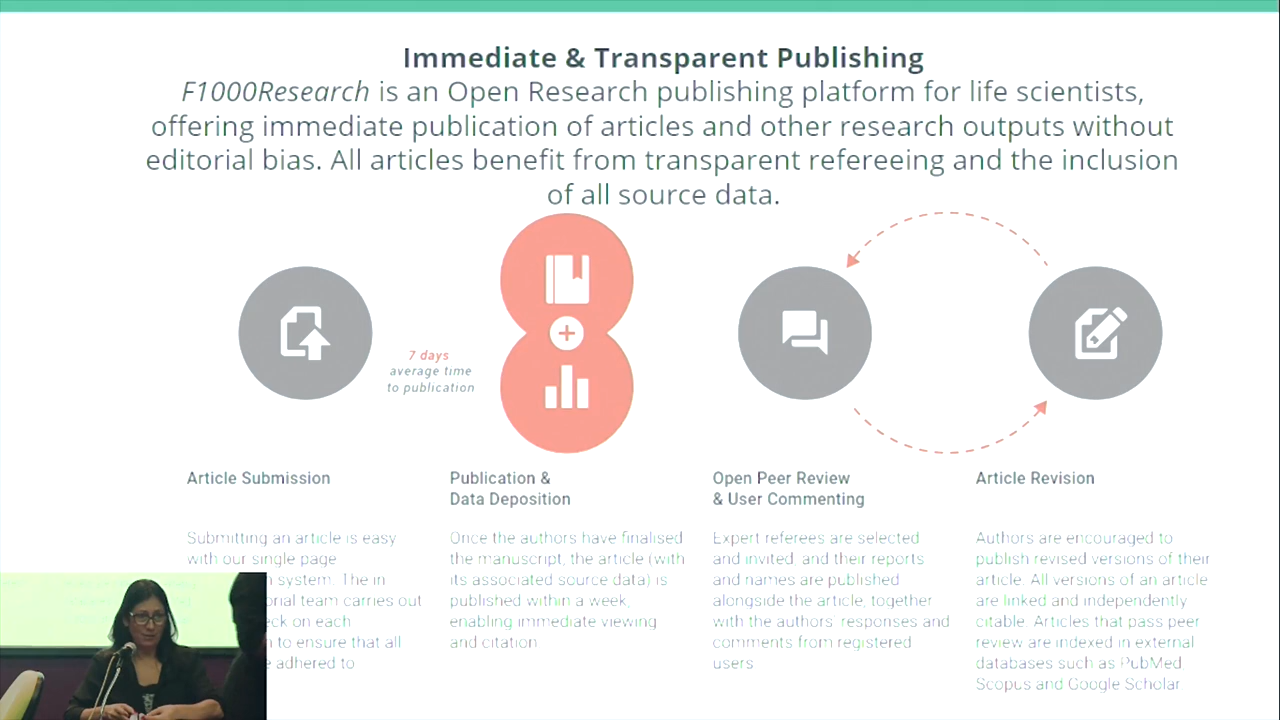 Immediate & Transparent Publishing
F1000Research is an Open Research publishing platform for life scientists,
offering immediate publication of articles and other research outputs without
editorial bias. All articles benefit from transparent refereeing and the inclusion
of all source data.
7 days
average time
to publication
Article Submission
Submitting an article is easy
with our single page
system. The in
team carries out
on each
to ensure that all
adhered to
Publication &
Data Deposition
Once the authors have finalised
the manuscript, the article (with
its associated source data) is
published within a week,
enabling immediate viewing
and citation
Open Peer Review
& User Commenting
Expert referees are selected
and invited, and their reports
and names are published
alongside the article, together
with the authors' responses and
comments from registered
users
Article Revision
Authors are encouraged to
publish revised versions of their
article. All versions of an article
are linked and independently
citable. Articles that pass peer
review are indexed in external
databases such as PubMed,
Scopus and Google Scholar